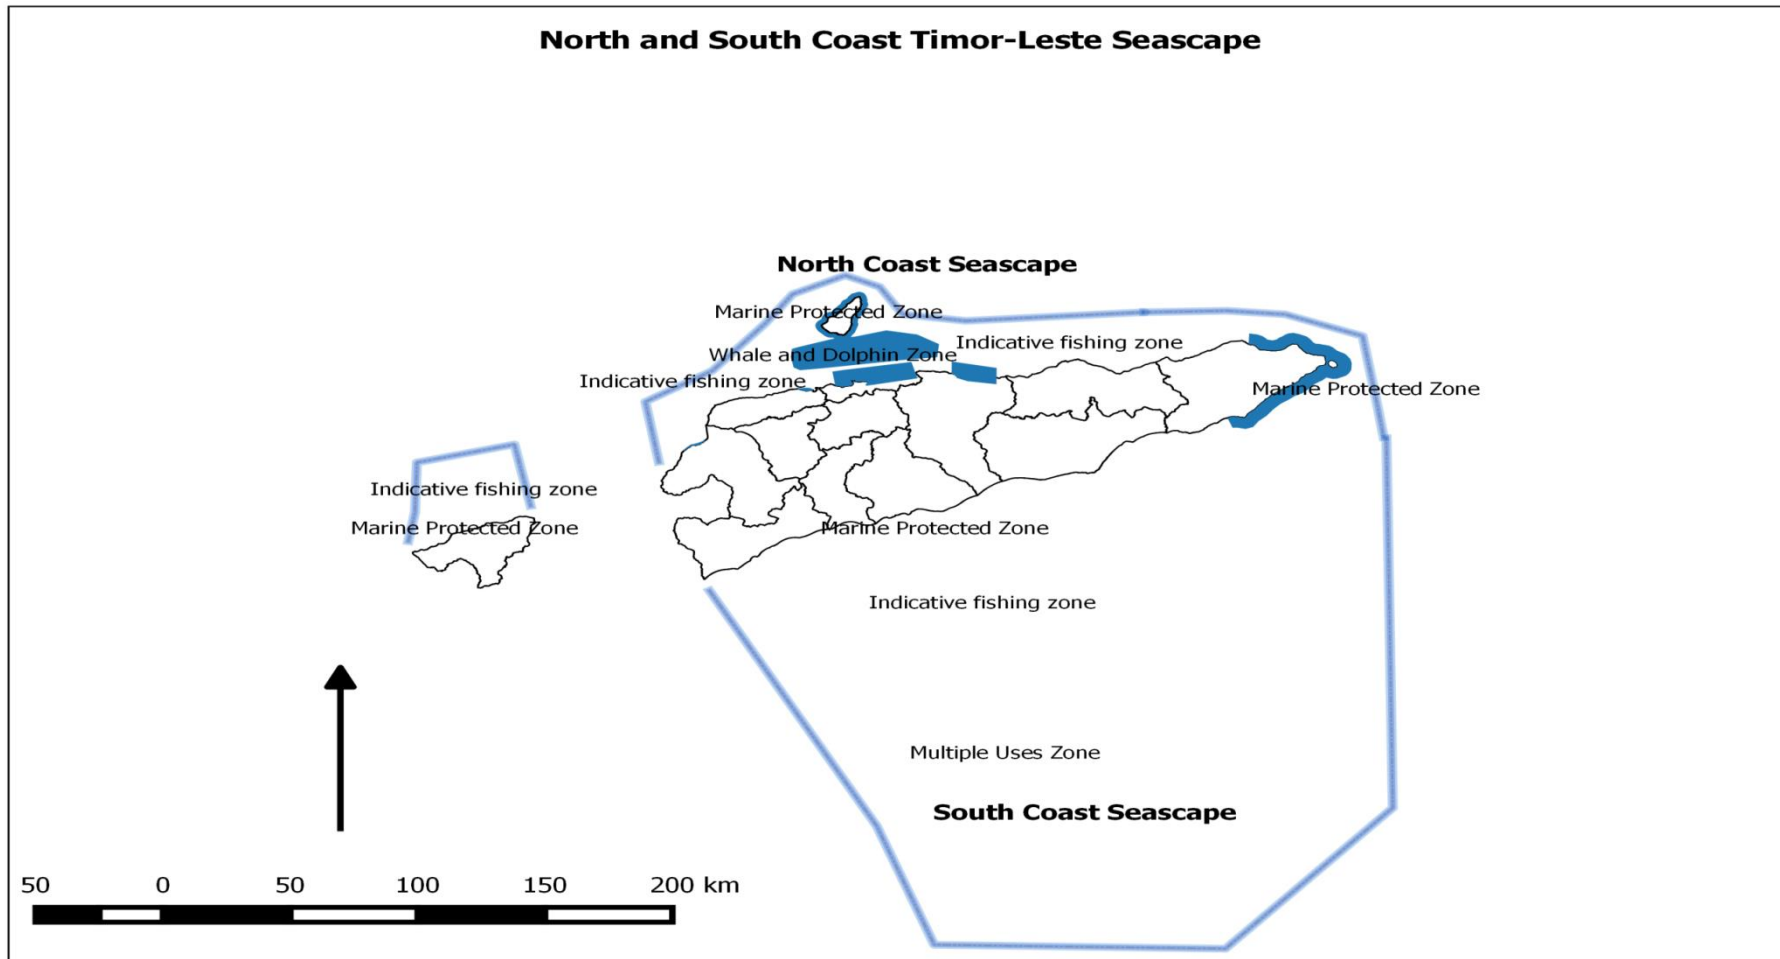 North and South Coast Timor-Leste Seascape
North Coast Seascape
Marine Protected Zone
Indicative fishing zone
Whale and Dolphin Zone
Indicative fishing zone
Marine Protected Zone
Indicative fishing zone
Marine Protected Zone
Marine Protected Zone
Indicative fishing zone
Multiple Uses Zone
South Coast Seascape
50 0 50 100 150 200 km